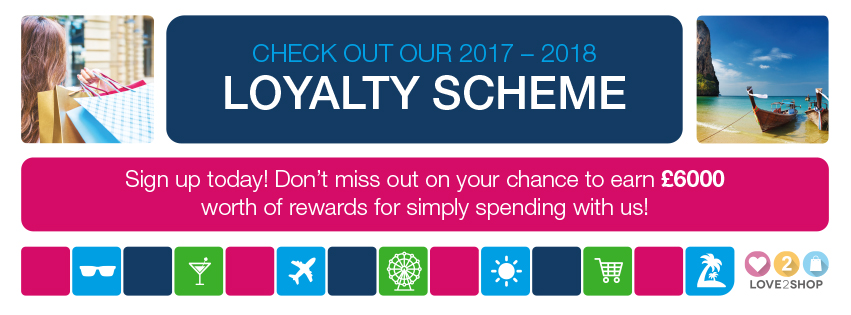 CHECK OUT OUR 2017 – 2018
LOYALTY SCHEME
Sign up today! Don't miss out on your chance to earn £6000
worth of rewards for simply spending with us!
2
LOVE2SHOP